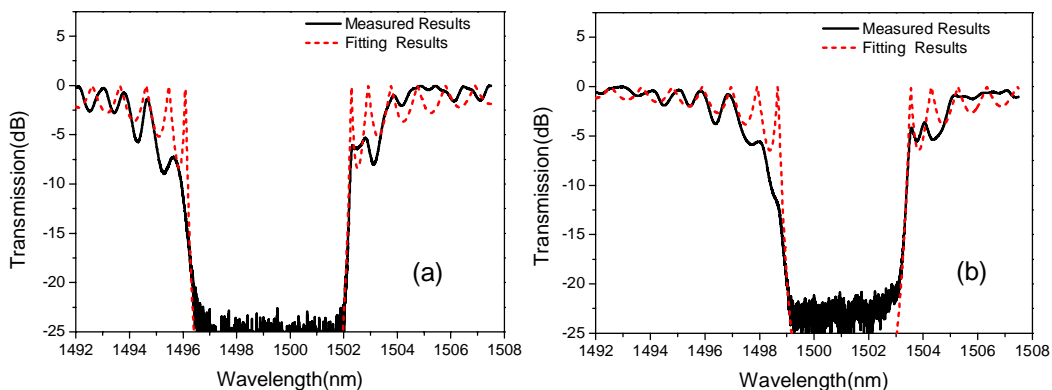 Measured Results
Fitting Results
Transmission(dB)
5
0
-5
-10
-15
-20
-25
(a)
1492 1494 1496 1498 1500 1502 1504 1506 1508
Wavelength(nm)
Measured Results
Fitting Results
Transmission(dB)
5
0
-5
-10
-15
-20
-25
(b)
1492 1494 1496 1498 1500 1502 1504 1506 1508
Wavelength(nm)